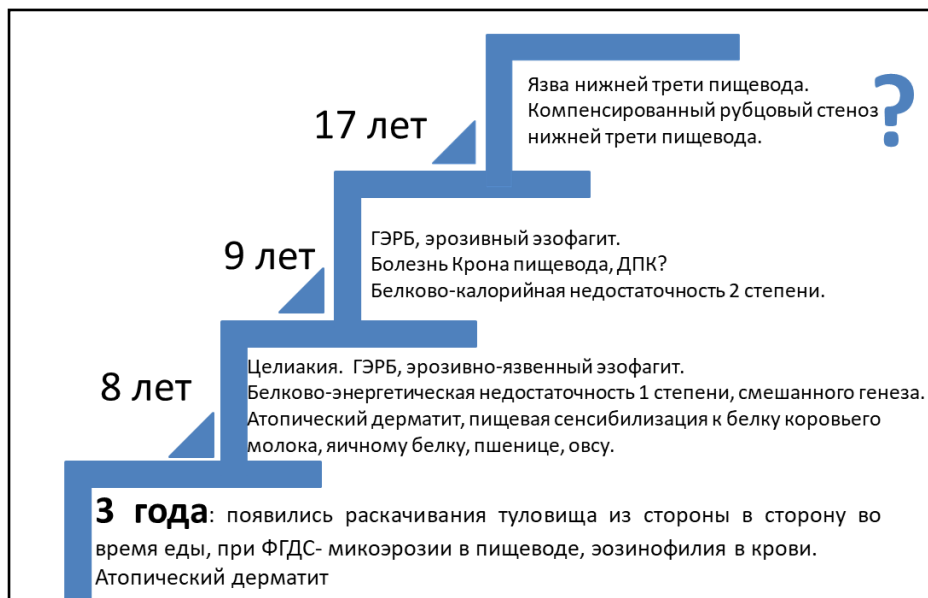 Язва нижней трети пищевода.
Компенсированный рубцовый стеноз
нижней трети пищевода.
?
17 лет
ГЭРБ, эрозивный эзофагит.
Болезнь Крона пищевода, ДПК?
Белково-калорийная недостаточность 2 степени.
9 лет
Целиакия. ГЭРБ, эрозивно-язвенный эзофагит.
Белково-энергетическая недостаточность 1 степени, смешанного генеза.
Атопический дерматит, пищевая сенсибилизация к белку коровьего
молока, яичному белку, пшенице, овсу.
8 лет
3 года: появились раскачивания туловища из стороны в сторону во
время еды, при ФГДС- микоэрозии в пищеводе, эозинофилия в крови.
Атопический дерматит